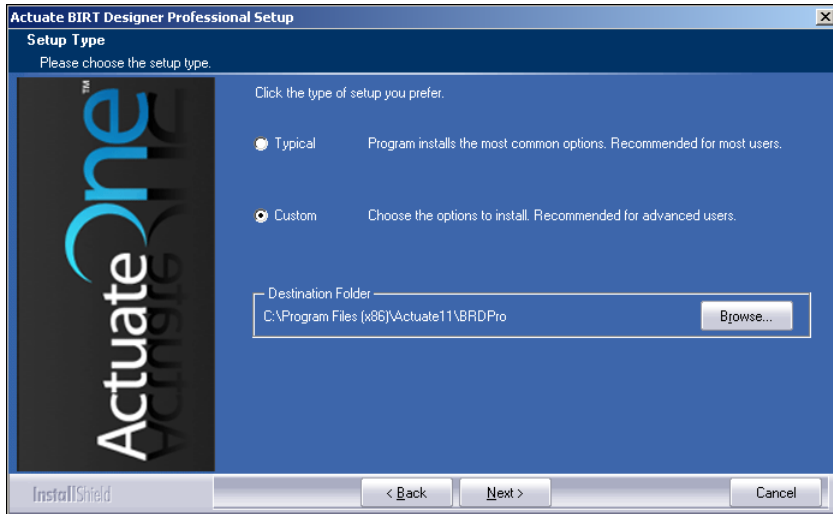 Actuate BIRT Designer Professional Setup
Setup Type
Please choose the setup type.
ActuateOne™
Click the type of setup you prefer.
Typical Program installs the most common options. Recommended for most users.
Custom Choose the options to install. Recommended for advanced users.
Destination Folder
C:\Program Files (x86)\Actuate11\BRDPro
Browse...
InstallShield
< Back Next > Cancel